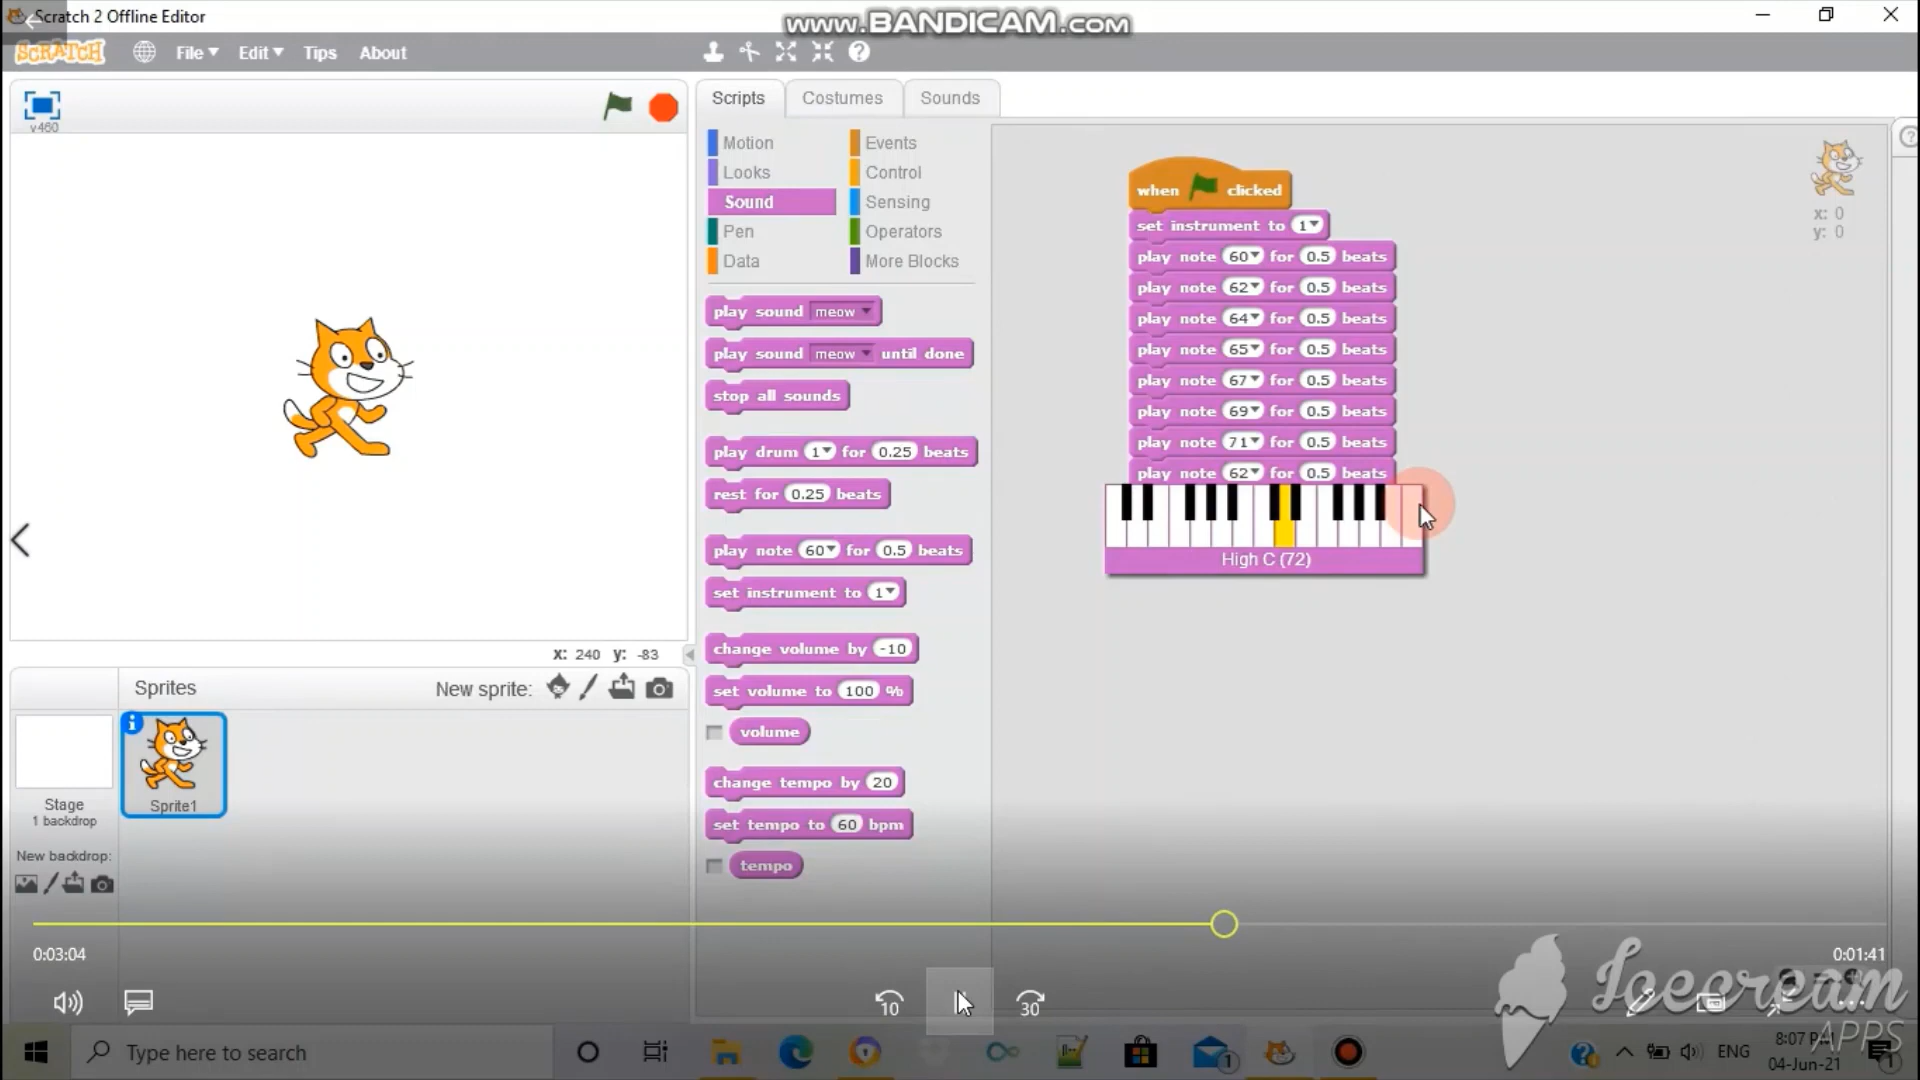 Scratch 2 Offline Editor
www.BANDICAM.com
SCRATCH File Edit Tips About
v460
Scripts Costumes Sounds
Motion Events
Looks Control
Sound Sensing
Pen Operators
Data More Blocks
play sound meow
play sound meow until done
stop all sounds
play drum 1 for 0.25 beats
rest for 0.25 beats
play note 60 for 0.5 beats
set instrument to 1
change volume by -10
set volume to 100 %
volume
change tempo by 20
set tempo to 60 bpm
tempo
when clicked
set instrument to 1
play note 60 for 0.5 beats
play note 62 for 0.5 beats
play note 64 for 0.5 beats
play note 65 for 0.5 beats
play note 67 for 0.5 beats
play note 69 for 0.5 beats
play note 71 for 0.5 beats
play note 62 for 0.5 beats
High C (72)
x: 0
y: 0
x: 240 y: -83
Sprites New sprite:
Sprite1
Stage
1 backdrop
New backdrop:
0:03:04
0:01:41
10
30
Icecream
APPS
Type here to search
1
ENG
8:07 PM
04-Jun-21
1